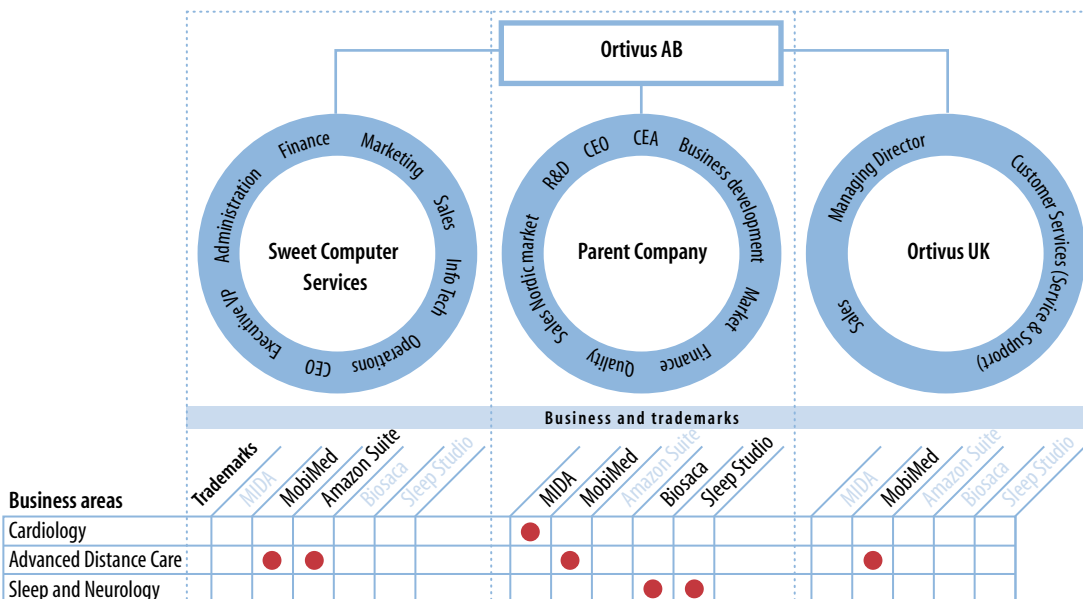 Ortivus AB
Administration
Finance
Marketing
Sales
Info Tech
Operations
CEO
Executive VP
Sweet Computer
Services
Sales Nordic market
R&D
CEO
CEA
Business development
Market
Finance
Quality
Parent Company
Managing Director
Customer Services (Service & Support)
Sales
Ortivus UK
Business and trademarks
Trademarks
MIDA
MobiMed
Amazon Suite
Biosaca
Sleep Studio
MIDA
MobiMed
Amazon Suite
Biosaca
Sleep Studio
MIDA
MobiMed
Amazon Suite
Biosaca
Sleep Studio
Business areas
Cardiology
Advanced Distance Care
Sleep and Neurology